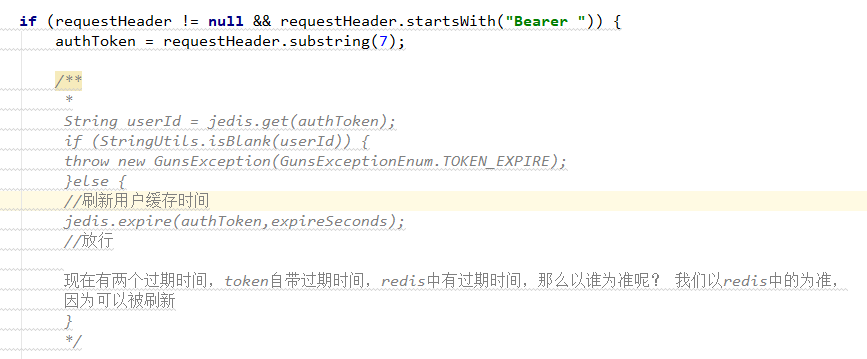 if (requestHeader != null && requestHeader.startsWith("Bearer ")) {
authToken = requestHeader.substring(7);
/**
*
String userId = jedis.get(authToken);
if (StringUtils.isBlank(userId)) {
throw new GunsException(GunsExceptionEnum.TOKEN_EXPIRE);
}else {
//刷新用户缓存时间
jedis.expire(authToken,expireSeconds);
//放行
现在有两个过期时间，token自带过期时间，redis中有过期时间，那么以谁为准呢？ 我们以redis中的为准，
因为可以被刷新
}
*/